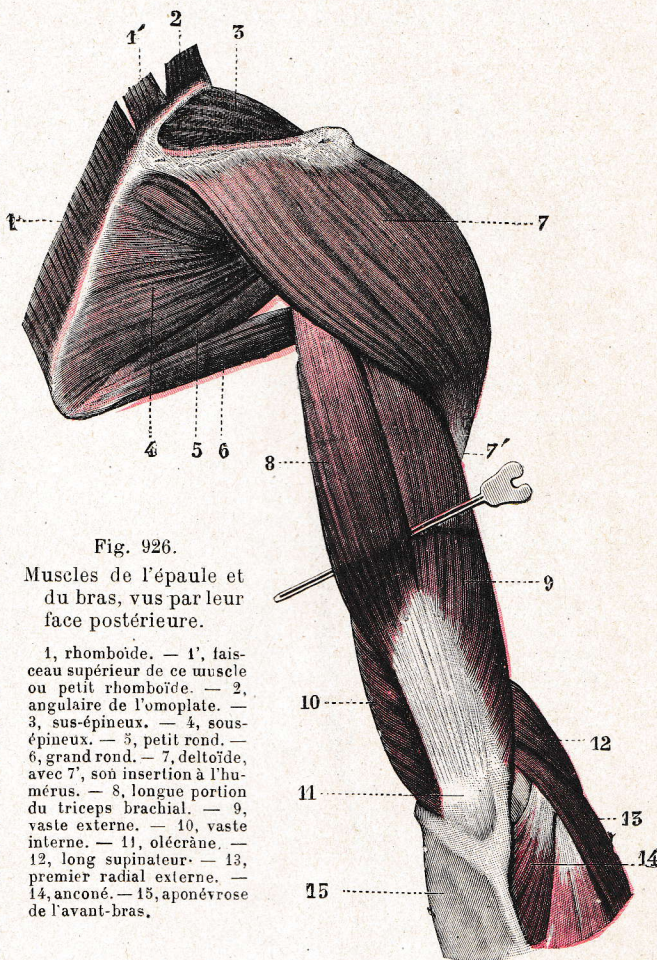 1′
2
3
1
7
4
5
6
7′
8
9
10
11
12
13
14
15
Fig. 926.
Muscles de l'épaule et
du bras, vus par leur
face postérieure.
1, rhomboïde. — 1', fais-
ceau supérieur de ce muscle
ou petit rhomboïde. — 2,
angulaire de l'omoplate. —
3, sus-épineux. — 4, sous-
épineux. — 5, petit rond. —
6, grand rond. — 7, deltoïde,
avec 7', son insertion à l'hu-
mérus. — 8, longue portion
du triceps brachial. — 9,
vaste externe. — 10, vaste
interne. — 11, olécrâne. —
12, long supinateur. — 13,
premier radial externe. —
14, anconé. — 15, aponévrose
de l'avant-bras.